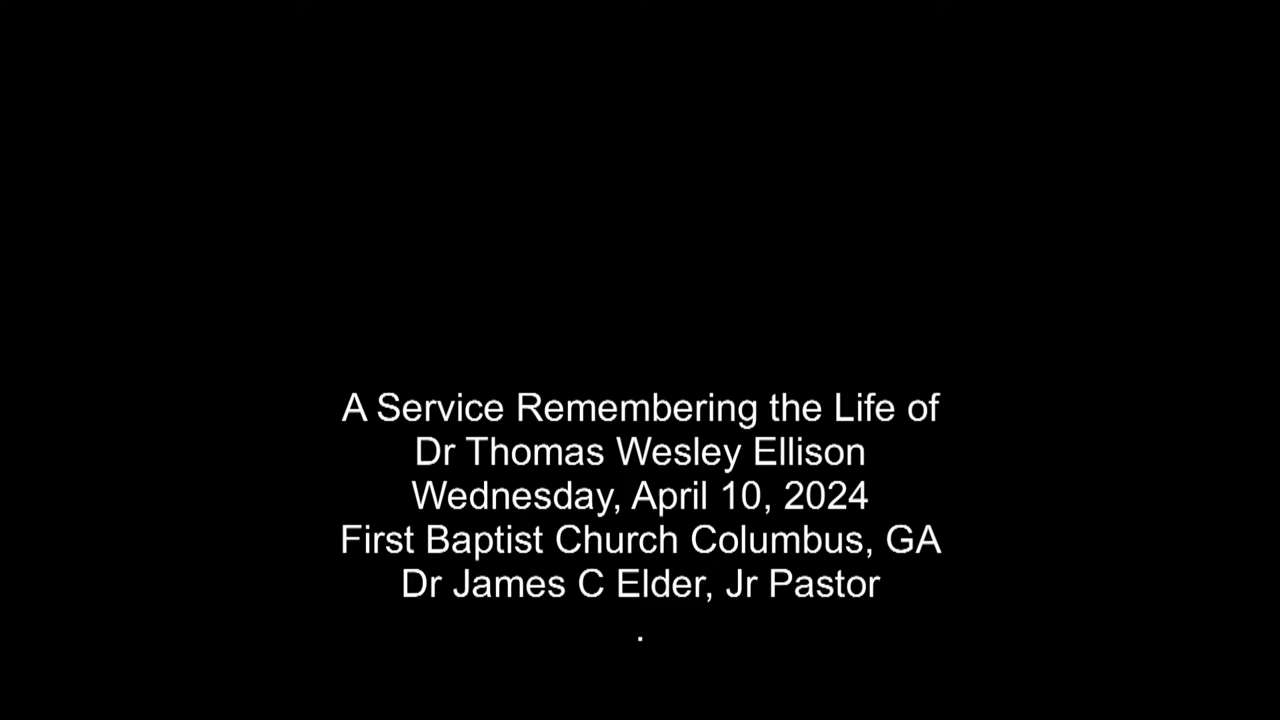 A Service Remembering the Life of
Dr Thomas Wesley Ellison
Wednesday, April 10, 2024
First Baptist Church Columbus, GA
Dr James C Elder, Jr Pastor
.